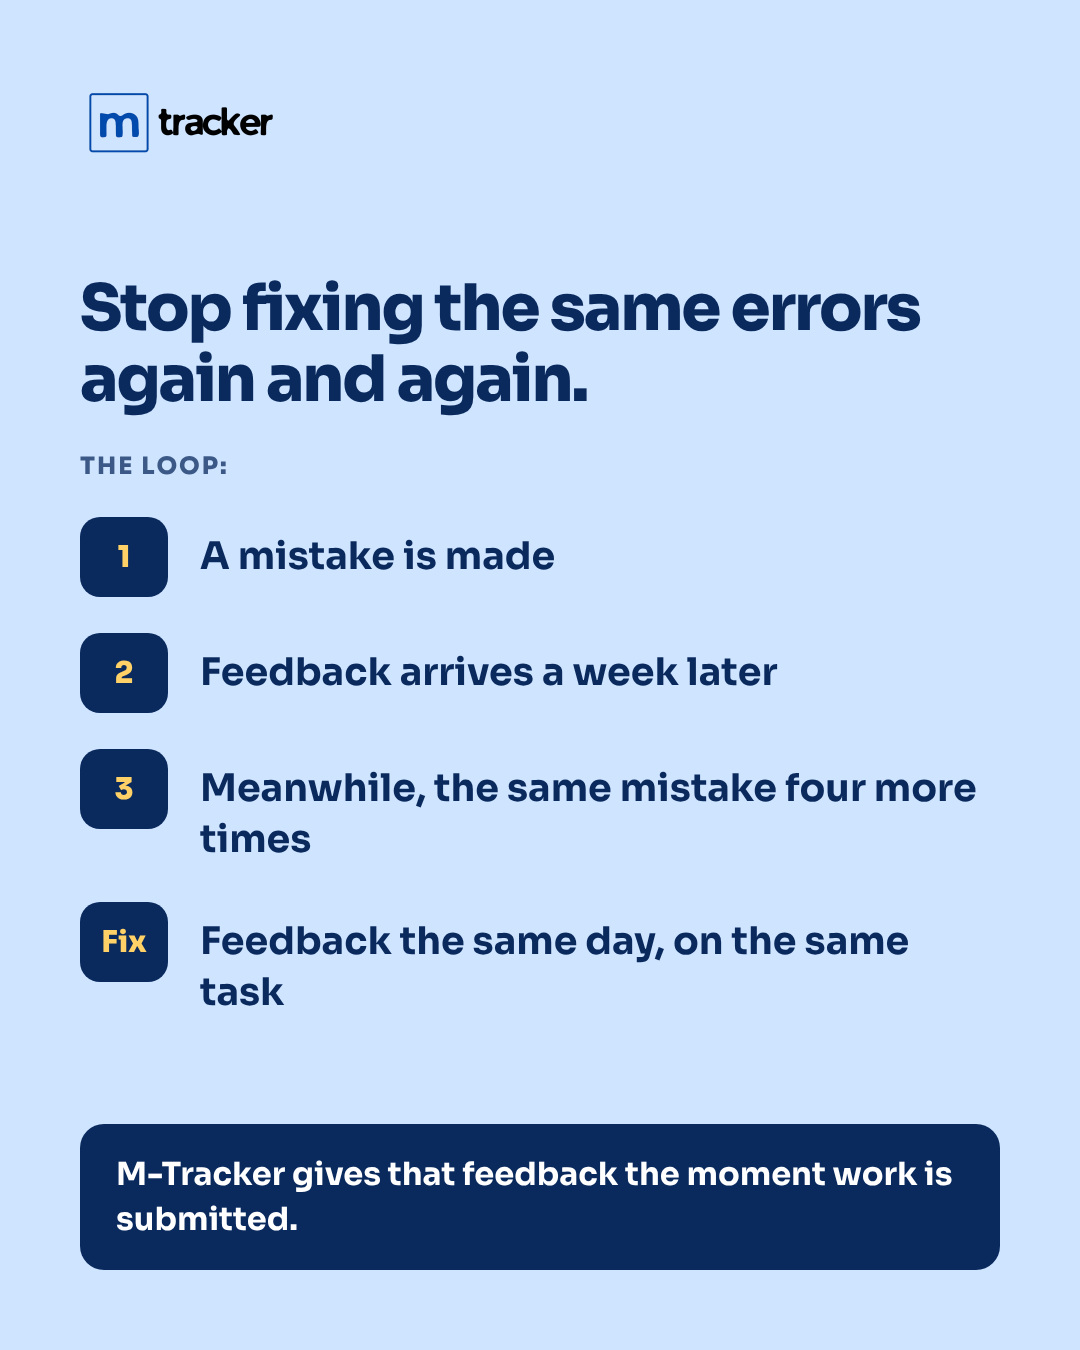 m tracker
Stop fixing the same errors
again and again.
THE LOOP:
1 A mistake is made
2 Feedback arrives a week later
3 Meanwhile, the same mistake four more
times
Fix Feedback the same day, on the same
task
M-Tracker gives that feedback the moment work is
submitted.